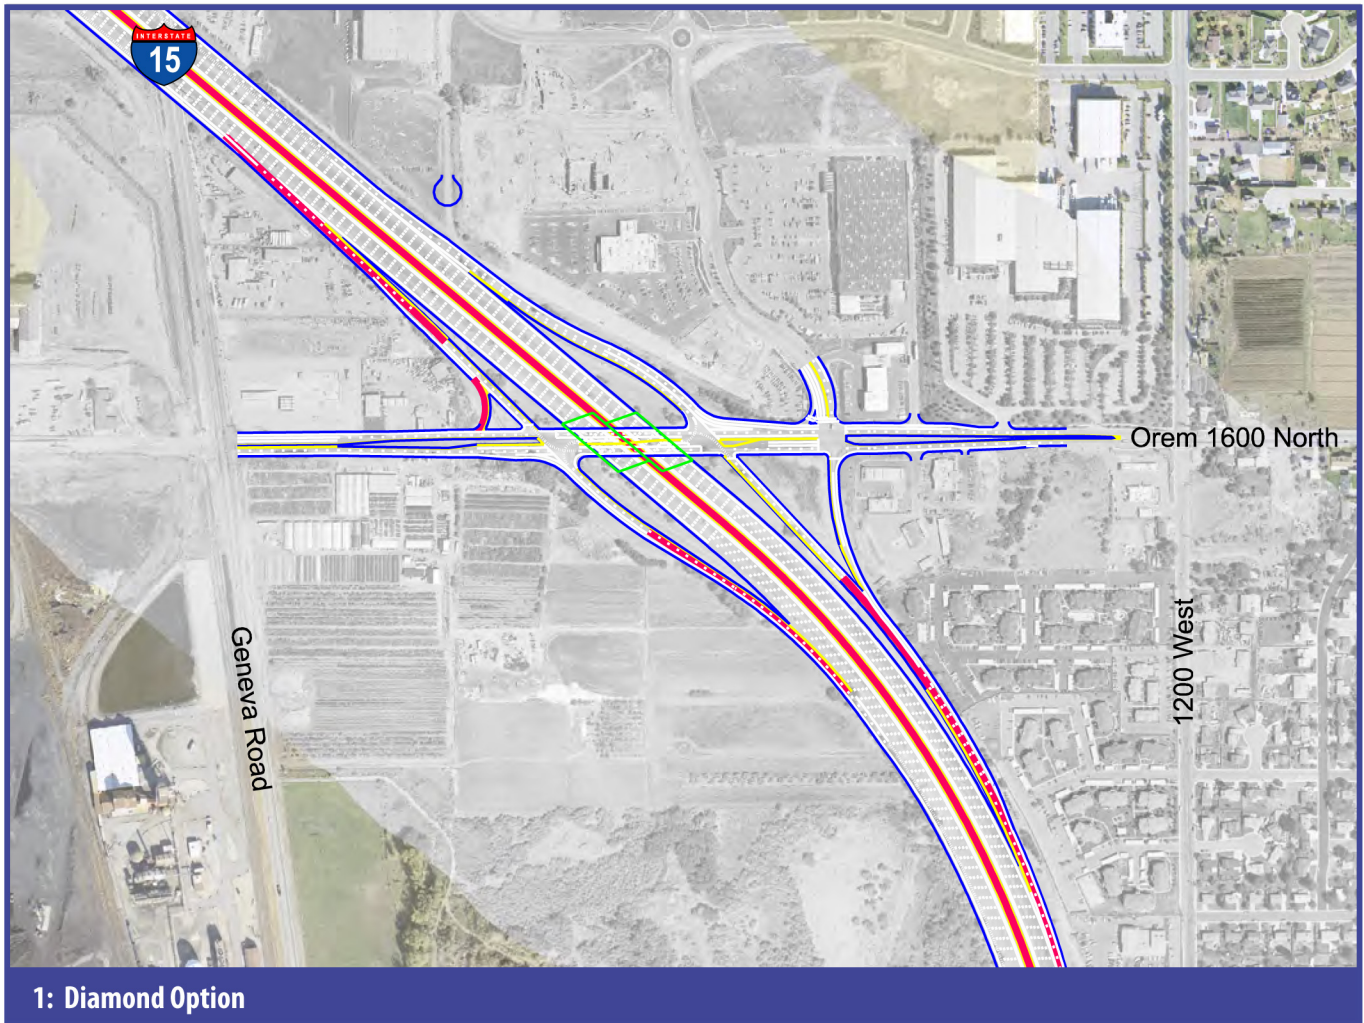 INTERSTATE
15
Orem 1600 North
Geneva Road
1200 West
1: Diamond Option